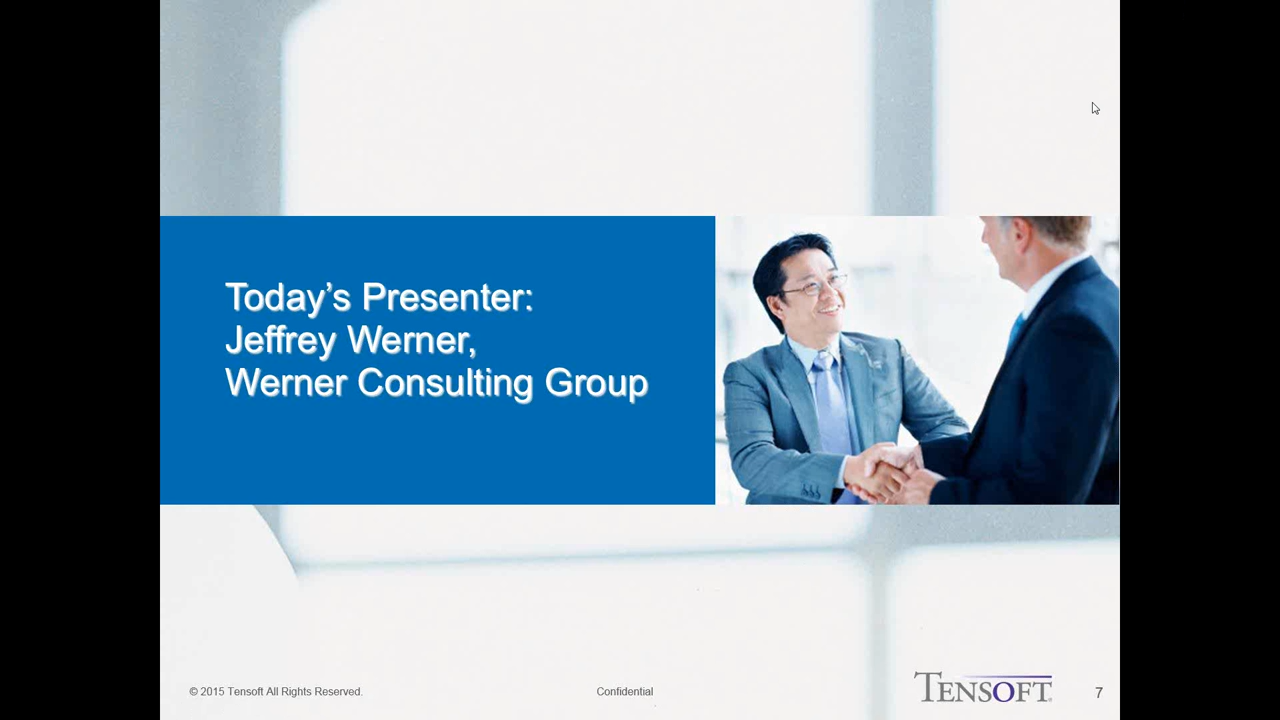 Today’s Presenter:
Jeffrey Werner,
Werner Consulting Group
© 2015 Tensoft All Rights Reserved.
Confidential
TENSOFT
7